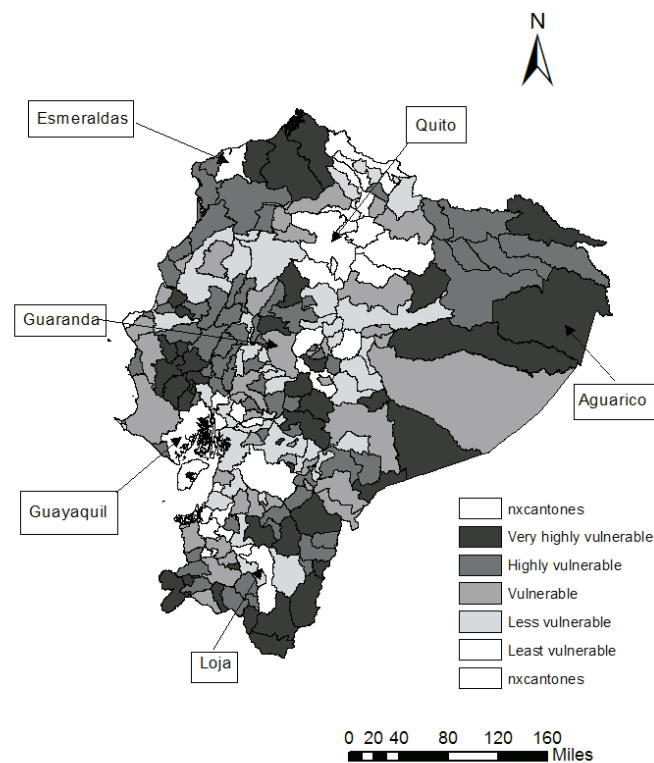 N
Esmeraldas
Quito
Guaranda
Aguarico
Guayaquil
Loja
nxcantones
Very highly vulnerable
Highly vulnerable
Vulnerable
Less vulnerable
Least vulnerable
nxcantones
0 20 40 80 120 160
Miles